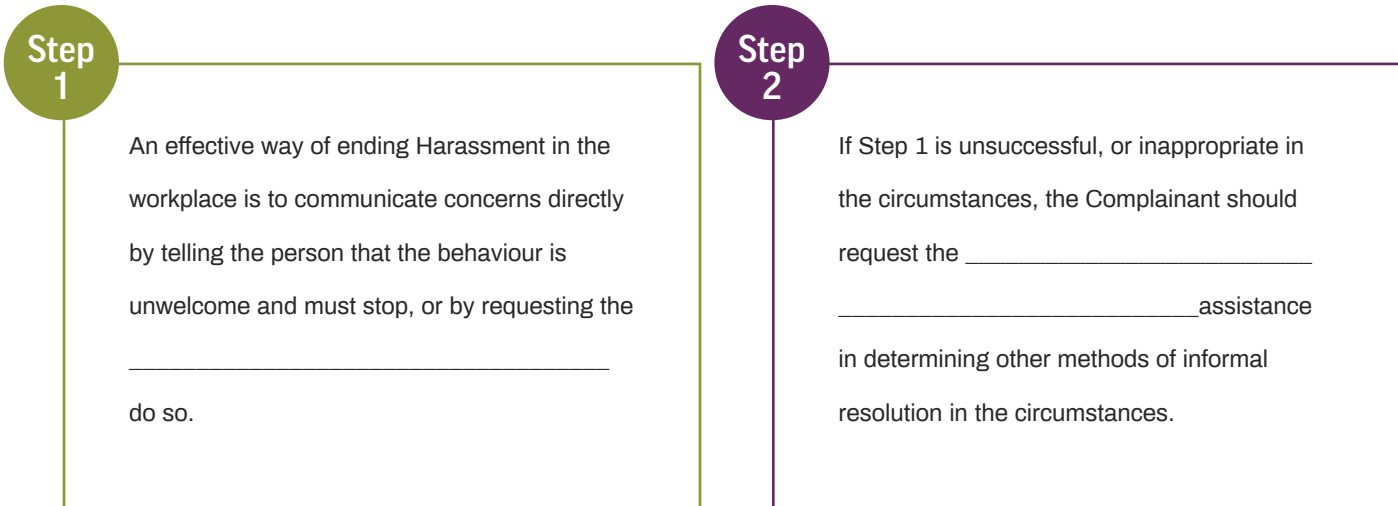 Step
1
An effective way of ending Harassment in the
workplace is to communicate concerns directly
by telling the person that the behaviour is
unwelcome and must stop, or by requesting the
____________________________________
do so.
Step
2
If Step 1 is unsuccessful, or inappropriate in
the circumstances, the Complainant should
request the __________________________
___________________________assistance
in determining other methods of informal
resolution in the circumstances.